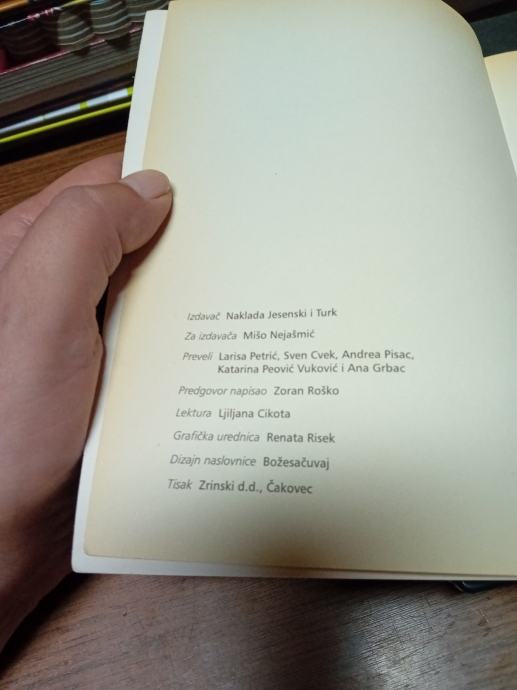 Izdavač Naklada Jesenski i Turk
Za izdavača Mišo Nejašmić
Preveli Larisa Petrić, Sven Cvek, Andrea Pisac,
Katarina Peović Vuković i Ana Grbac
Predgovor napisao Zoran Roško
Lektura Ljiljana Cikota
Grafička urednica Renata Risek
Dizajn naslovnice Božesačuvaj
Tisak Zrinski d.d., Čakovec